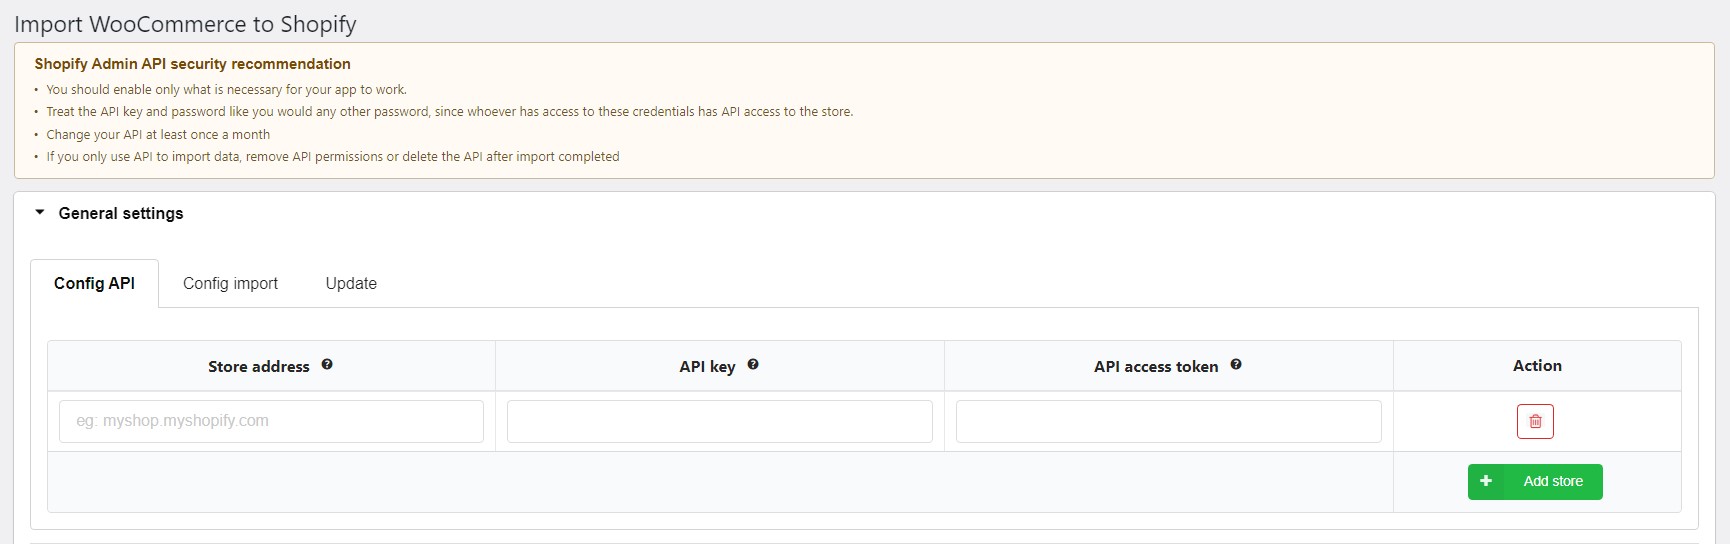 Import WooCommerce to Shopify
Shopify Admin API security recommendation
• You should enable only what is necessary for your app to work.
• Treat the API key and password like you would any other password, since whoever has access to these credentials has API access to the store.
• Change your API at least once a month
• If you only use API to import data, remove API permissions or delete the API after import completed
General settings
Config API Config import Update
Store address ? API key ? API access token ? Action
eg: myshop.myshopify.com
+ Add store